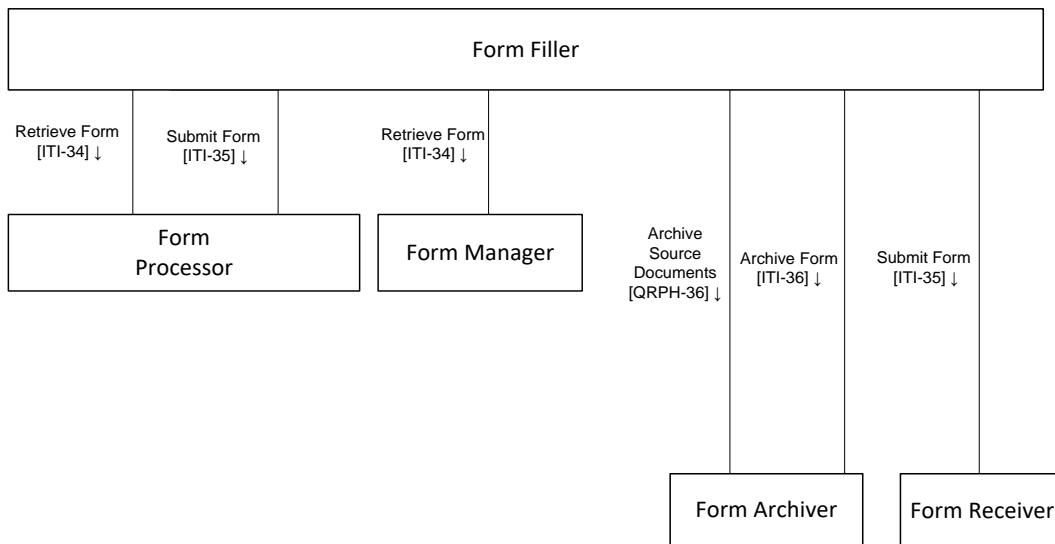 Form Filler
Retrieve Form
[ITI-34] ↓
Submit Form
[ITI-35] ↓
Retrieve Form
[ITI-34] ↓
Form
Processor
Form Manager
Archive
Source
Documents
[QRPH-36] ↓
Archive Form
[ITI-36] ↓
Submit Form
[ITI-35] ↓
Form Archiver
Form Receiver